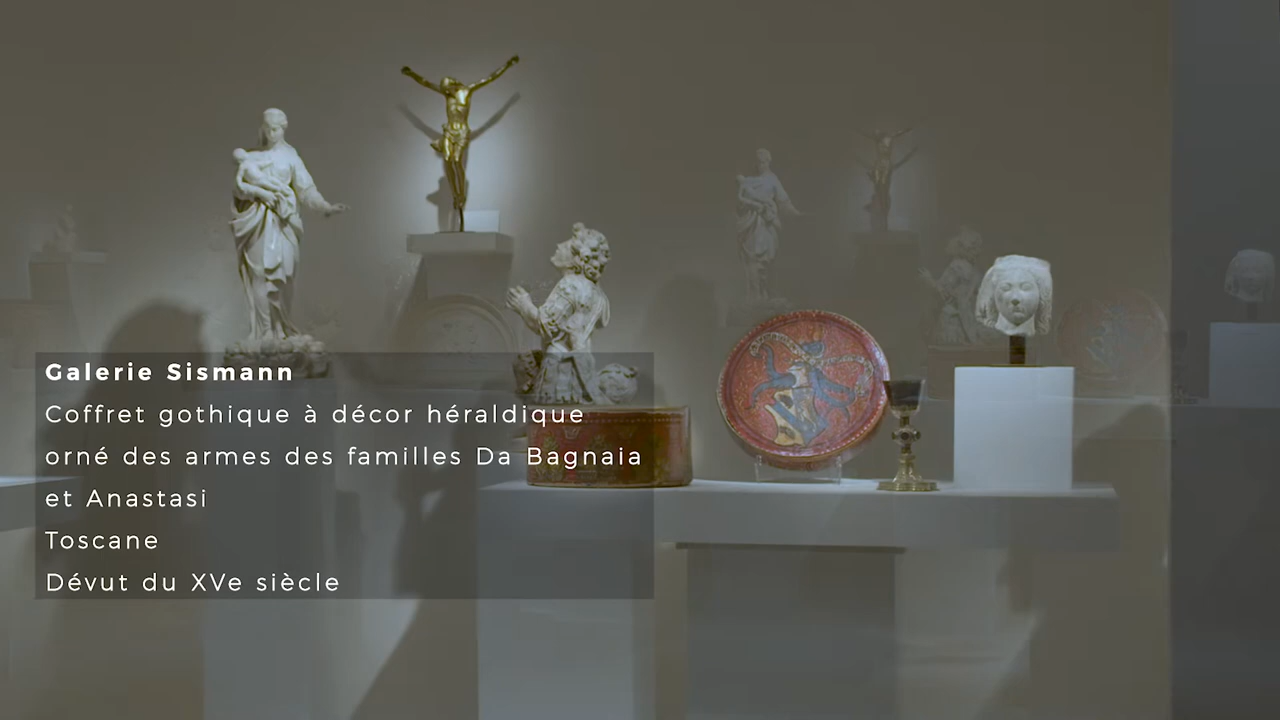 Galerie Sismann
Coffret gothique à décor héraldique
orné des armes des familles Da Bagnaia
et Anastasi
Toscane
Dévut du XVe siècle